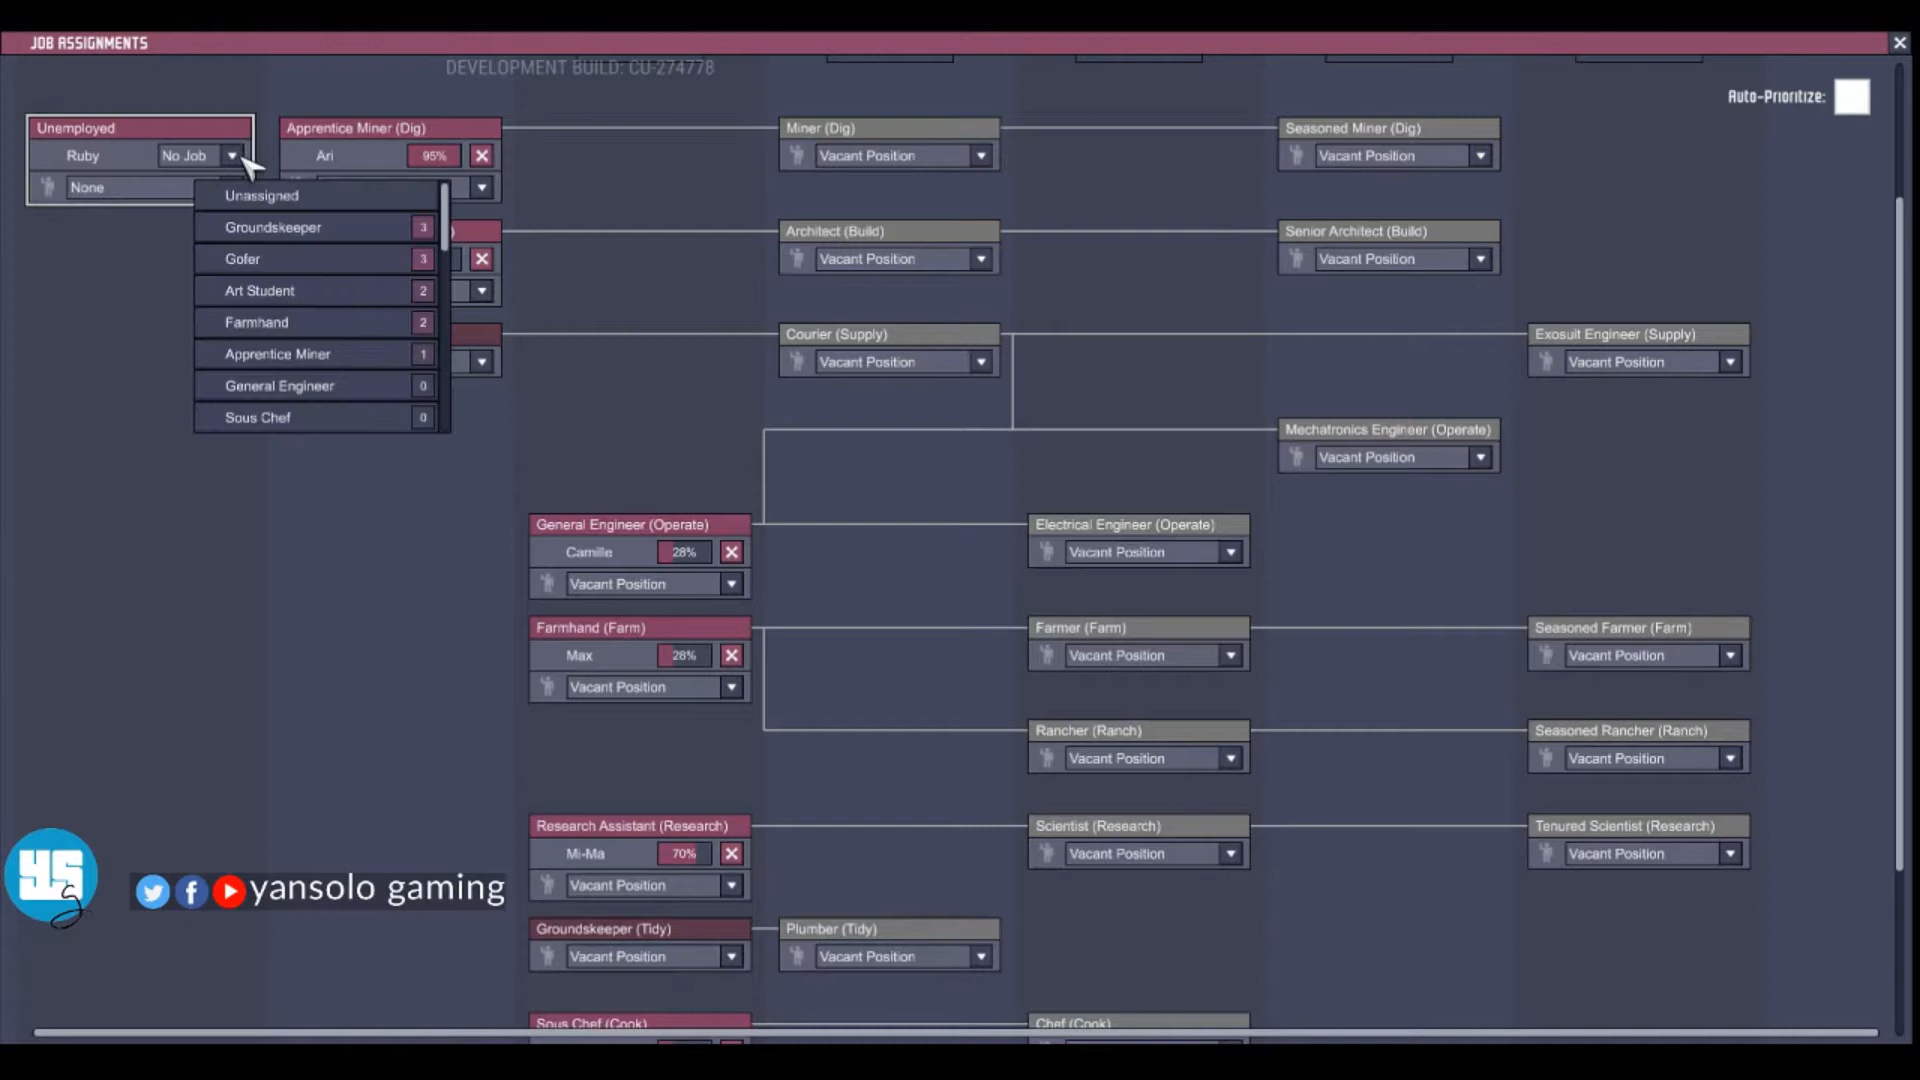 JOB ASSIGNMENTS
DEVELOPMENT BUILD: CU-274778
Auto-Prioritize:
Unemployed
Ruby No Job
None
Unassigned
Groundskeeper 3
Gofer 3
Art Student 2
Farmhand 2
Apprentice Miner 1
General Engineer 0
Sous Chef 0
Apprentice Miner (Dig)
Ari 95%
Miner (Dig)
Vacant Position
Seasoned Miner (Dig)
Vacant Position
)
Architect (Build)
Vacant Position
Senior Architect (Build)
Vacant Position
Courier (Supply)
Vacant Position
Exosuit Engineer (Supply)
Vacant Position
Mechatronics Engineer (Operate)
Vacant Position
General Engineer (Operate)
Camille 28%
Vacant Position
Electrical Engineer (Operate)
Vacant Position
Farmhand (Farm)
Max 28%
Vacant Position
Farmer (Farm)
Vacant Position
Seasoned Farmer (Farm)
Vacant Position
Rancher (Ranch)
Vacant Position
Seasoned Rancher (Ranch)
Vacant Position
Research Assistant (Research)
Mi-Ma 70%
Vacant Position
Scientist (Research)
Vacant Position
Tenured Scientist (Research)
Vacant Position
YSg
yansolo gaming
Groundskeeper (Tidy)
Vacant Position
Plumber (Tidy)
Vacant Position
Sous Chef (Cook)
Chef (Cook)